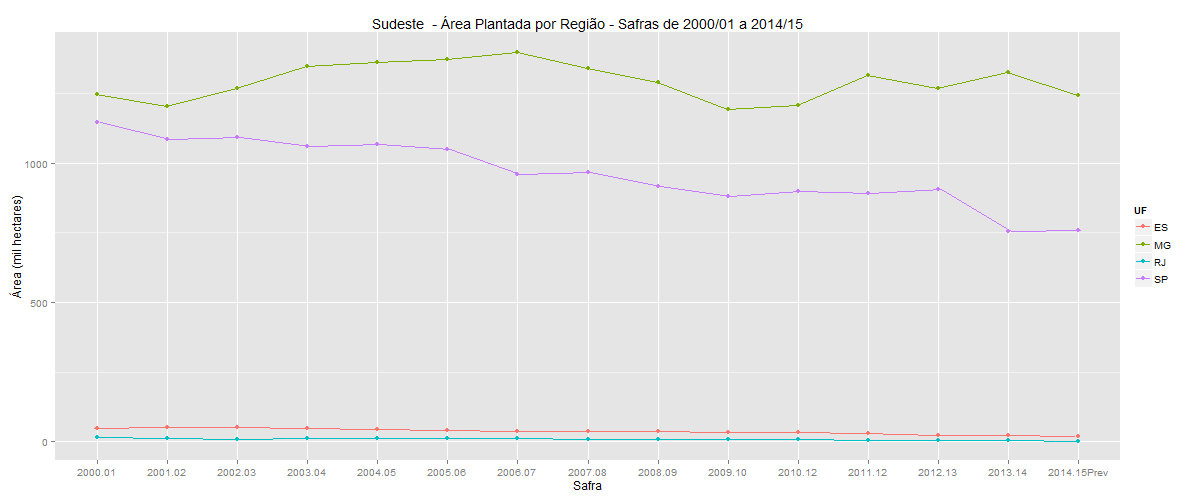 Sudeste - Área Plantada por Região - Safras de 2000/01 a 2014/15
Área (mil hectares)
1000
500
0
2000.01 2001.02 2002.03 2003.04 2004.05 2005.06 2006.07 2007.08 2008.09 2009.10 2010.12 2011.12 2012.13 2013.14 2014.15Prev
Safra
UF
ES
MG
RJ
SP